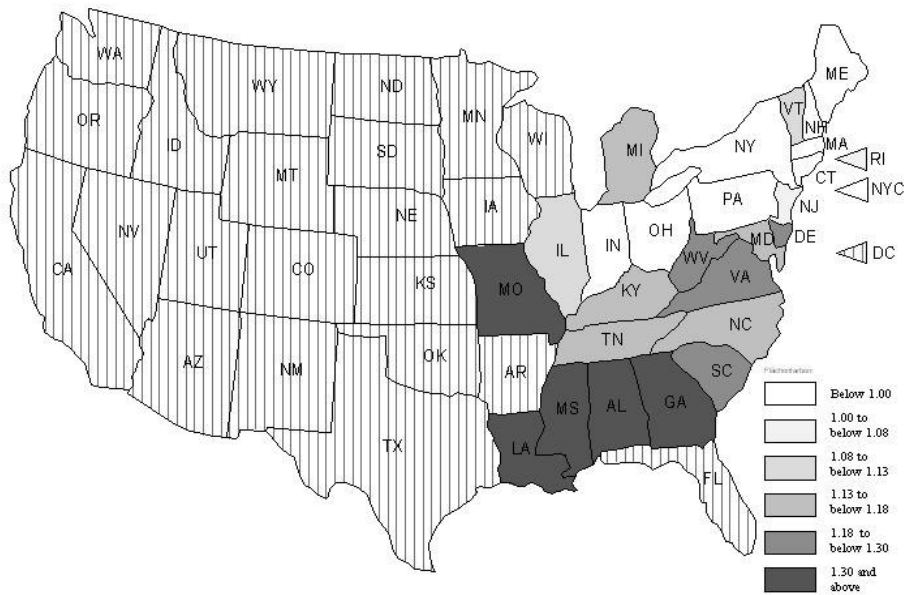 WA
OR
ID
WY
MT
ND
SD
MN
WI
NE
IA
NV
UT
CA
CO
KS
MO
AZ
NM
OK
AR
TX
LA
MS
AL
GA
FL
IL
IN
OH
MI
KY
TN
WV
VA
NC
SC
PA
NY
VT
NH
ME
MA
RI
CT
NYC
NJ
MD
DE
DC
Flächenfarben:
Below 1.00
1.00 to
below 1.08
1.08 to
below 1.13
1.13 to
below 1.18
1.18 to
below 1.30
1.30 and
above